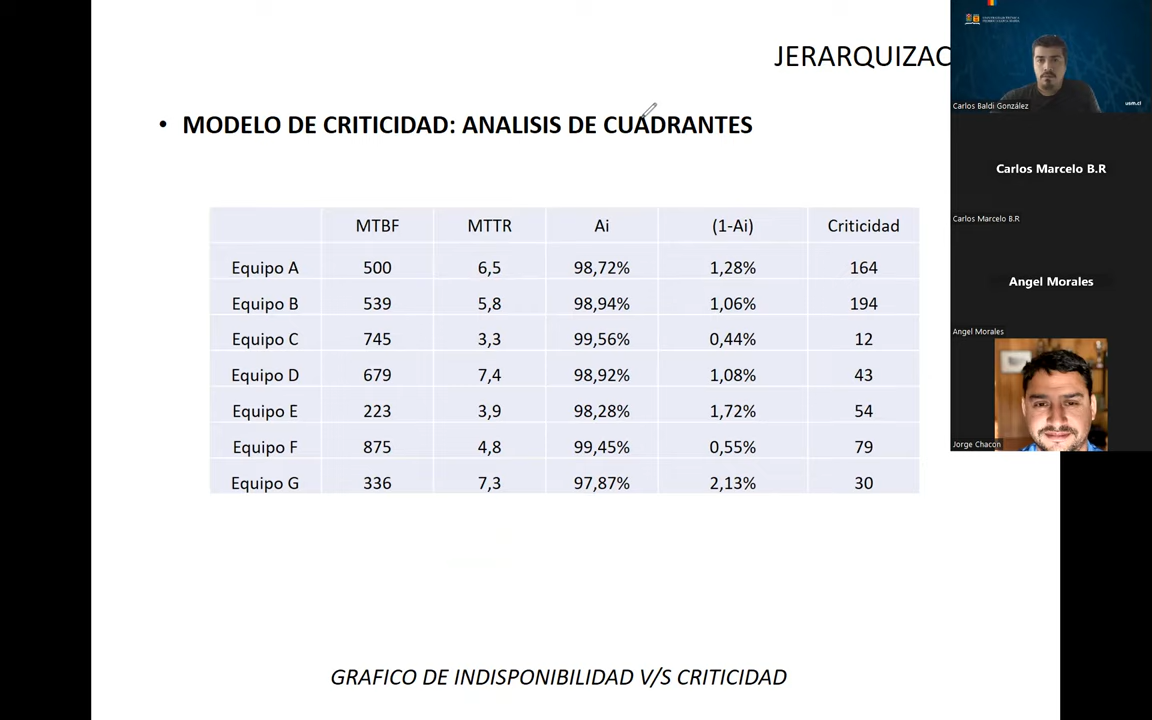 JERARQUIZAC
• MODELO DE CRITICIDAD: ANALISIS DE CUADRANTES
MTBF MTTR Ai (1-Ai) Criticidad
Equipo A 500 6,5 98,72% 1,28% 164
Equipo B 539 5,8 98,94% 1,06% 194
Equipo C 745 3,3 99,56% 0,44% 12
Equipo D 679 7,4 98,92% 1,08% 43
Equipo E 223 3,9 98,28% 1,72% 54
Equipo F 875 4,8 99,45% 0,55% 79
Equipo G 336 7,3 97,87% 2,13% 30
GRAFICO DE INDISPONIBILIDAD V/S CRITICIDAD
usm.cl
Carlos Baldi González
Carlos Marcelo B.R
Carlos Marcelo B.R
Angel Morales
Angel Morales
Jorge Chacon